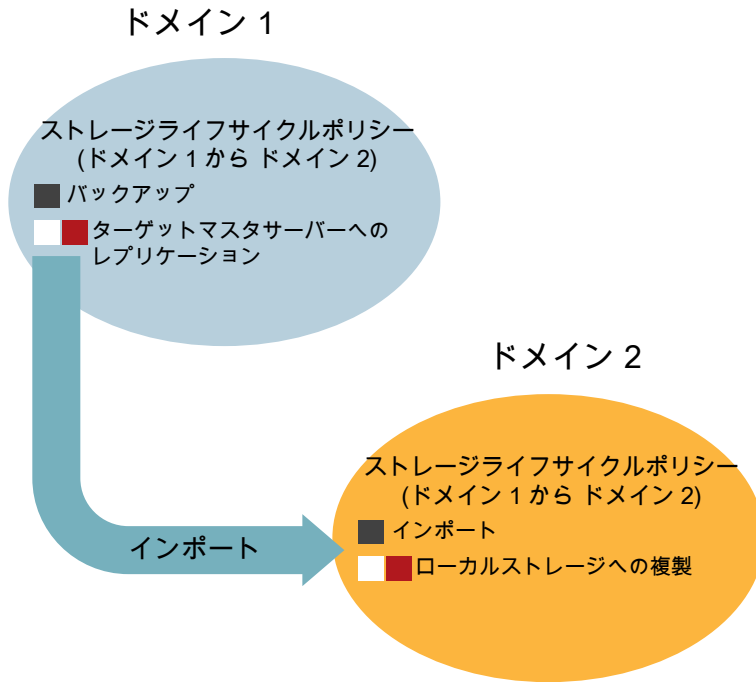 ドメイン 1
ストレージライフサイクルポリシー
(ドメイン 1 から ドメイン 2)
バックアップ
ターゲットマスタサーバーへの
レプリケーション
ドメイン 2
ストレージライフサイクルポリシー
(ドメイン 1 から ドメイン 2)
インポート
ローカルストレージへの複製
インポート